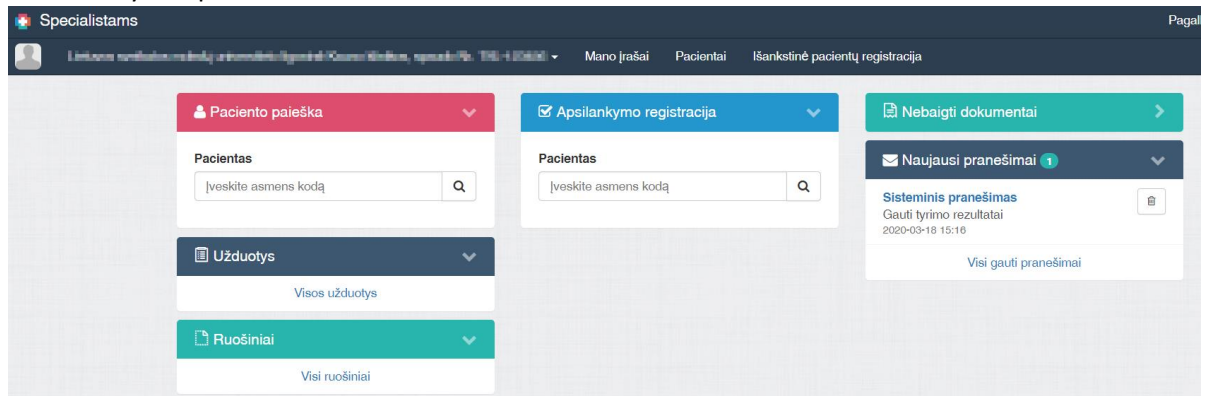 Specialistams
Pagal
Mano Įrašai
Pacientai
Išankstinė pacientų registracija
Paciento paieška
Pacientas
Įveskite asmens kodą
Užduotys
Visos užduotys
Ruošiniai
Visi ruošiniai
Apsilankymo registracija
Pacientas
Įveskite asmens kodą
Nebaigti dokumentai
Naujausi pranešimai 1
Sisteminis pranešimas
Gauti tyrimo rezultatai
2020-03-18 15:16
Visi gauti pranešimai